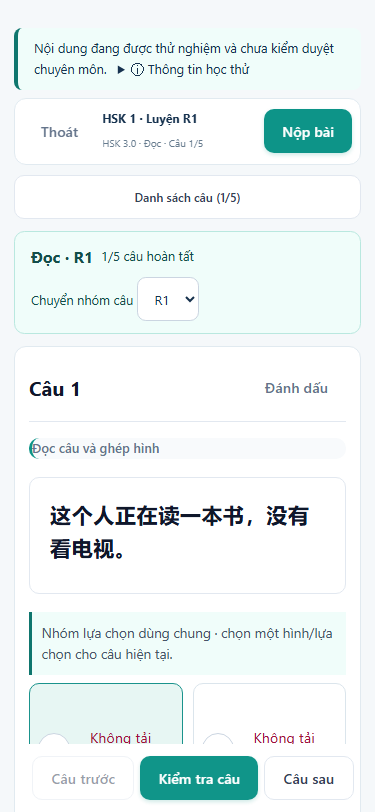 Nội dung đang được thử nghiệm và chưa kiểm duyệt
chuyên môn. ▶ ⓘ Thông tin học thử
Thoát
HSK 1 · Luyện R1
HSK 3.0 · Đọc · Câu 1/5
Nộp bài
Danh sách câu (1/5)
Đọc · R1 1/5 câu hoàn tất
Chuyển nhóm câu R1
Câu 1
Đánh dấu
Đọc câu và ghép hình
这个人正在读一本书，没有
看电视。
Nhóm lựa chọn dùng chung · chọn một hình/lựa
chọn cho câu hiện tại.
Không tải
Không tải
Câu trước
Kiểm tra câu
Câu sau